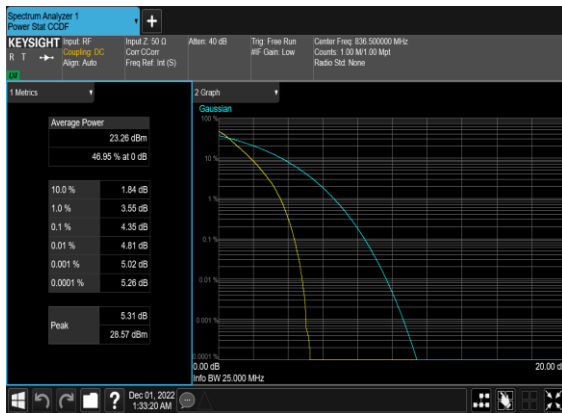 Spectrum Analyzer 1
Power Stat CCDF
+
KEYSIGHT
R T
LXI
Input: RF
Coupling: DC
Align: Auto
Input Z: 50 Ω
Corr CCorr
Freq Ref: Int (S)
Atten: 40 dB
Trig: Free Run
#IF Gain: Low
Center Freq: 836.500000 MHz
Counts: 1.00 M/1.00 Mpt
Radio Std: None
1 Metrics
Average Power
23.26 dBm
46.95 % at 0 dB
10.0 % 1.84 dB
1.0 % 3.55 dB
0.1 % 4.35 dB
0.01 % 4.81 dB
0.001 % 5.02 dB
0.0001 % 5.26 dB
Peak
5.31 dB
28.57 dBm
2 Graph
Gaussian
100 %
10 %
1 %
0.1 %
0.01 %
0.001 %
0.0001 %
0.00 dB
20.00 d
Info BW 25.000 MHz
?
Dec 01, 2022
1:33:20 AM